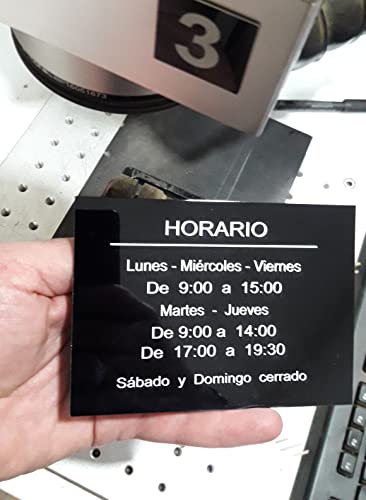 3
HORARIO
Lunes - Miércoles - Viernes
De 9:00 a 15:00
Martes - Jueves
De 9:00 a 14:00
De 17:00 a 19:30
Sábado y Domingo cerrado